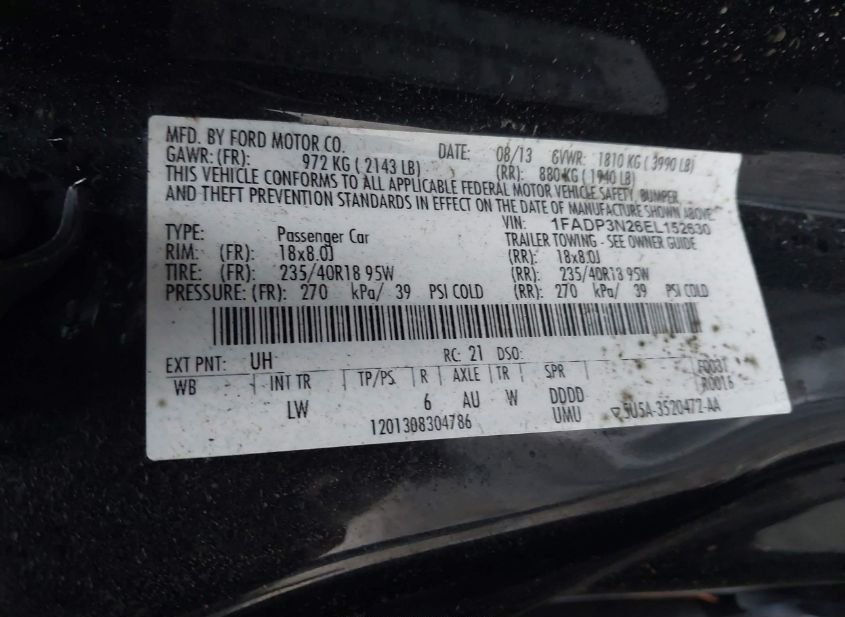 MFD. BY FORD MOTOR CO. DATE: 08/13 GVWR: 1810 KG ( 3990 LB)
GAWR: (FR): 972 KG ( 2143 LB) (RR): 880 KG ( 1940 LB)
THIS VEHICLE CONFORMS TO ALL APPLICABLE FEDERAL MOTOR VEHICLE SAFETY, BUMPER,
AND THEFT PREVENTION STANDARDS IN EFFECT ON THE DATE OF MANUFACTURE SHOWN ABOVE.
VIN: 1FADP3N26EL152630
TYPE: Passenger Car TRAILER TOWING - SEE OWNER GUIDE
RIM: (FR): 18x8.0J (RR): 18x8.0J
TIRE: (FR): 235/40R18 95W (RR): 235/40R18 95W
PRESSURE: (FR): 270 kPa/ 39 PSI COLD (RR): 270 kPa/ 39 PSI COLD
EXT PNT: UH RC: 21 DSO:
WB INT TR TP/PS R AXLE TR SPR R0016
LW 6 AU W DDDD
1201308304786 UMU 5U5A-3520472-AA